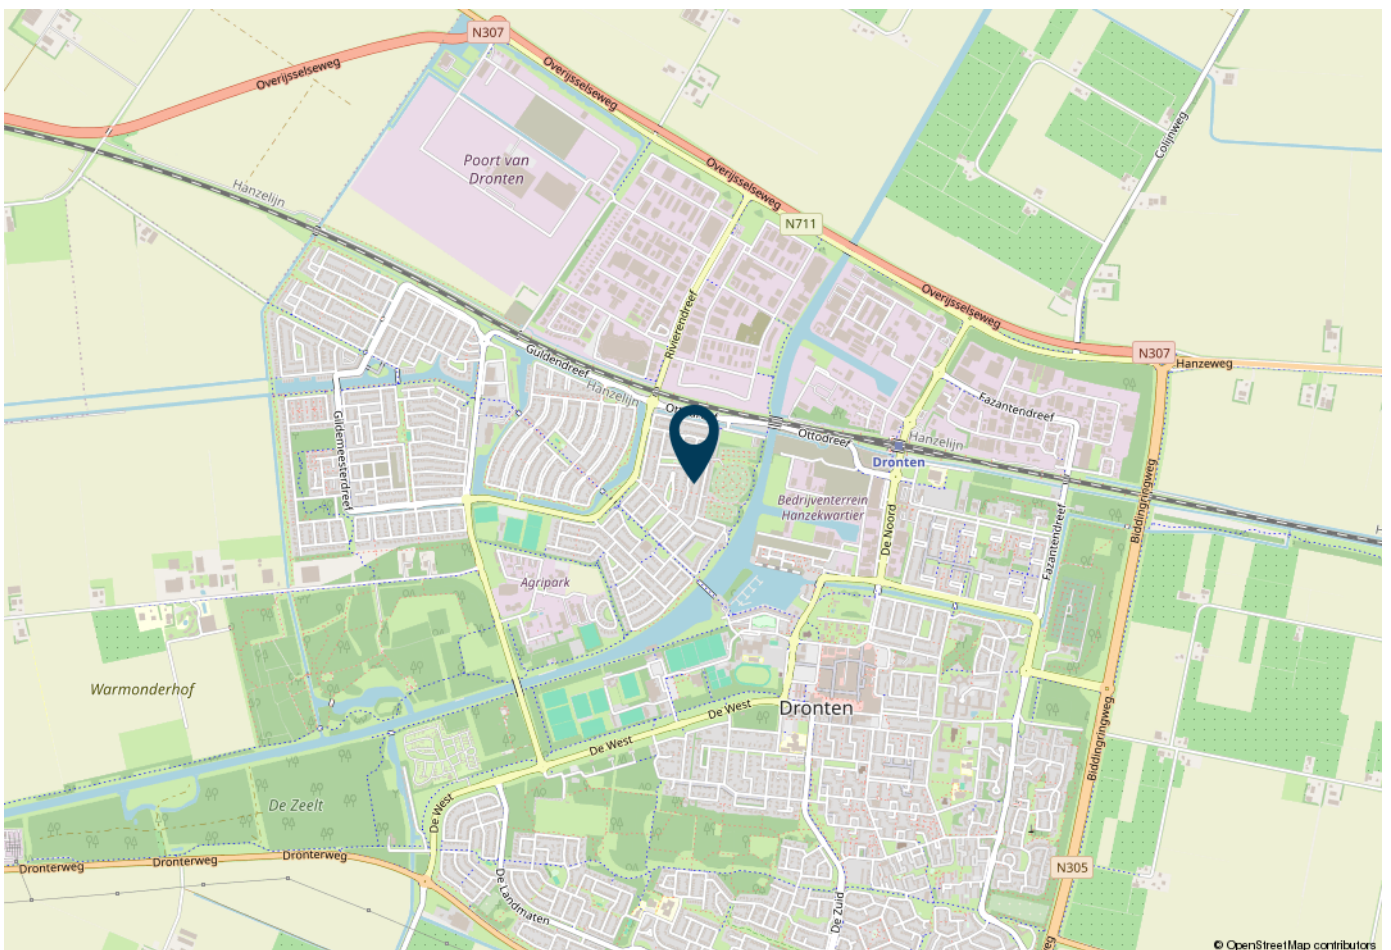 N307
Overijsselseweg
Overijsselseweg
Colijnweg
Poort van
Dronten
Overijsselseweg
Hanzelijn
N711
Overijsselseweg
Rivierendreef
Guldendreef
N307
Hanzeweg
Hanzelijn
Fazantendreef
Gildemeesterdreef
Ottodreef
Hanzelijn
Dronten
Biddingringweg
Bedrijventerrein
Hanzekwartier
De Noord
Fazantendreef
Agripark
Warmonderhof
De West
Dronten
De West
Biddingringweg
De Zeelt
De West
Dronterweg
Dronterweg
Dronterweg
N305
De Landmaten
De Zuid
© OpenStreetMap contributors